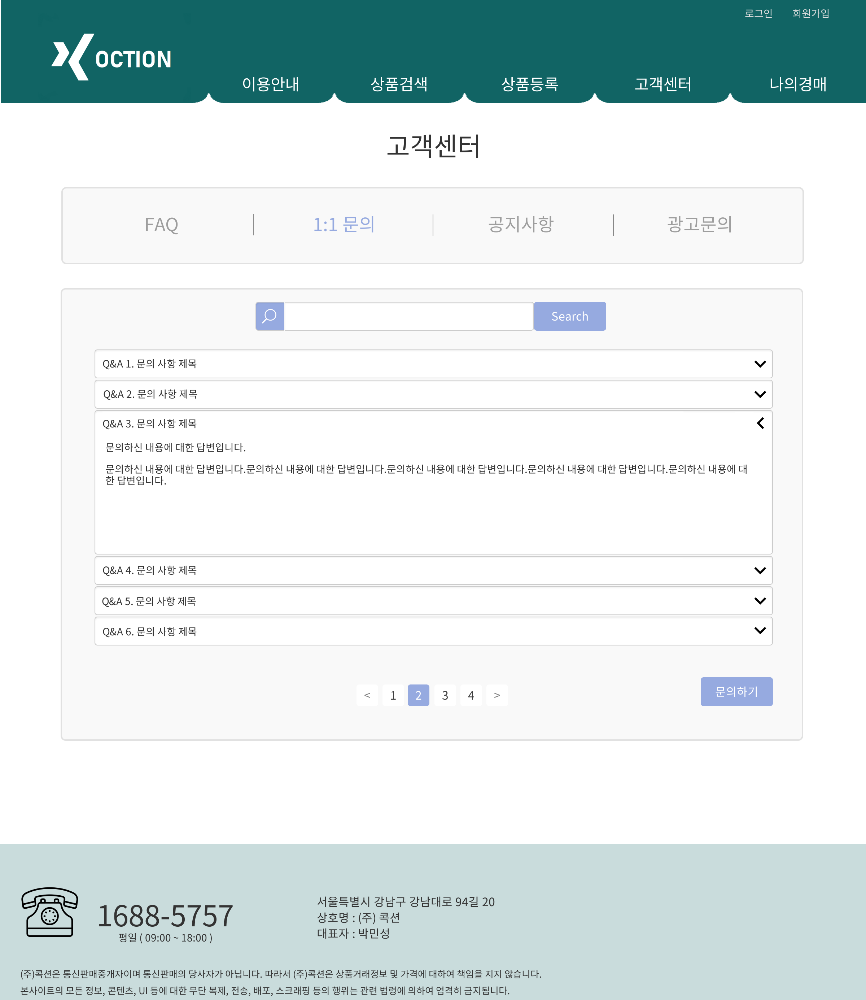 로그인 회원가입
OCTION
이용안내 상품검색 상품등록 고객센터 나의경매
고객센터
FAQ 1:1 문의 공지사항 광고문의
Search
Q&A 1. 문의 사항 제목
Q&A 2. 문의 사항 제목
Q&A 3. 문의 사항 제목
문의하신 내용에 대한 답변입니다.
문의하신 내용에 대한 답변입니다.문의하신 내용에 대한 답변입니다.문의하신 내용에 대한 답변입니다.문의하신 내용에 대한 답변입니다.문의하신 내용에 대
한 답변입니다.
Q&A 4. 문의 사항 제목
Q&A 5. 문의 사항 제목
Q&A 6. 문의 사항 제목
< 1 2 3 4 >
문의하기
1688-5757
평일 ( 09:00 ~ 18:00 )
서울특별시 강남구 강남대로 94길 20
상호명 : (주) 콕션
대표자 : 박민성
(주)콕션은 통신판매중개자이며 통신판매의 당사자가 아닙니다. 따라서 (주)콕션은 상품거래정보 및 가격에 대하여 책임을 지지 않습니다.
본사이트의 모든 정보, 콘텐츠, UI 등에 대한 무단 복제, 전송, 배포, 스크래핑 등의 행위는 관련 법령에 의하여 엄격히 금지됩니다.